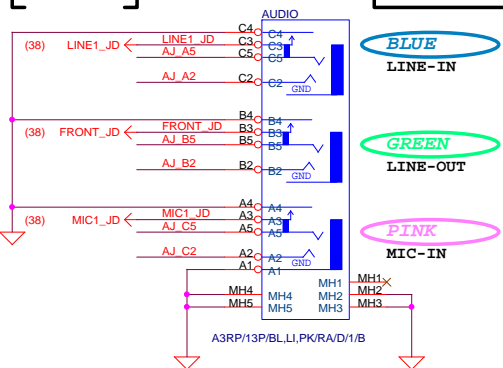 AUDIO
C4 C4
(38) LINE1_JD LINE1_JD C3 C3
AJ_A5 C5 C5
AJ_A2 C2 C2
GND
BLUE
LINE-IN
B4 B4
(38) FRONT_JD FRONT_JD B3 B3
AJ_B5 B5 B5
AJ_B2 B2 B2
GND
GREEN
LINE-OUT
A4 A4
(38) MIC1_JD MIC1_JD A3 A3
AJ_C5 A5 A5
AJ_C2 A2 A2
GND
A1 A1
PINK
MIC-IN
MH1 MH1
MH4 MH4 MH2 MH2
MH5 MH5 MH3 MH3
A3RP/13P/BL,LI,PK/RA/D/1/B